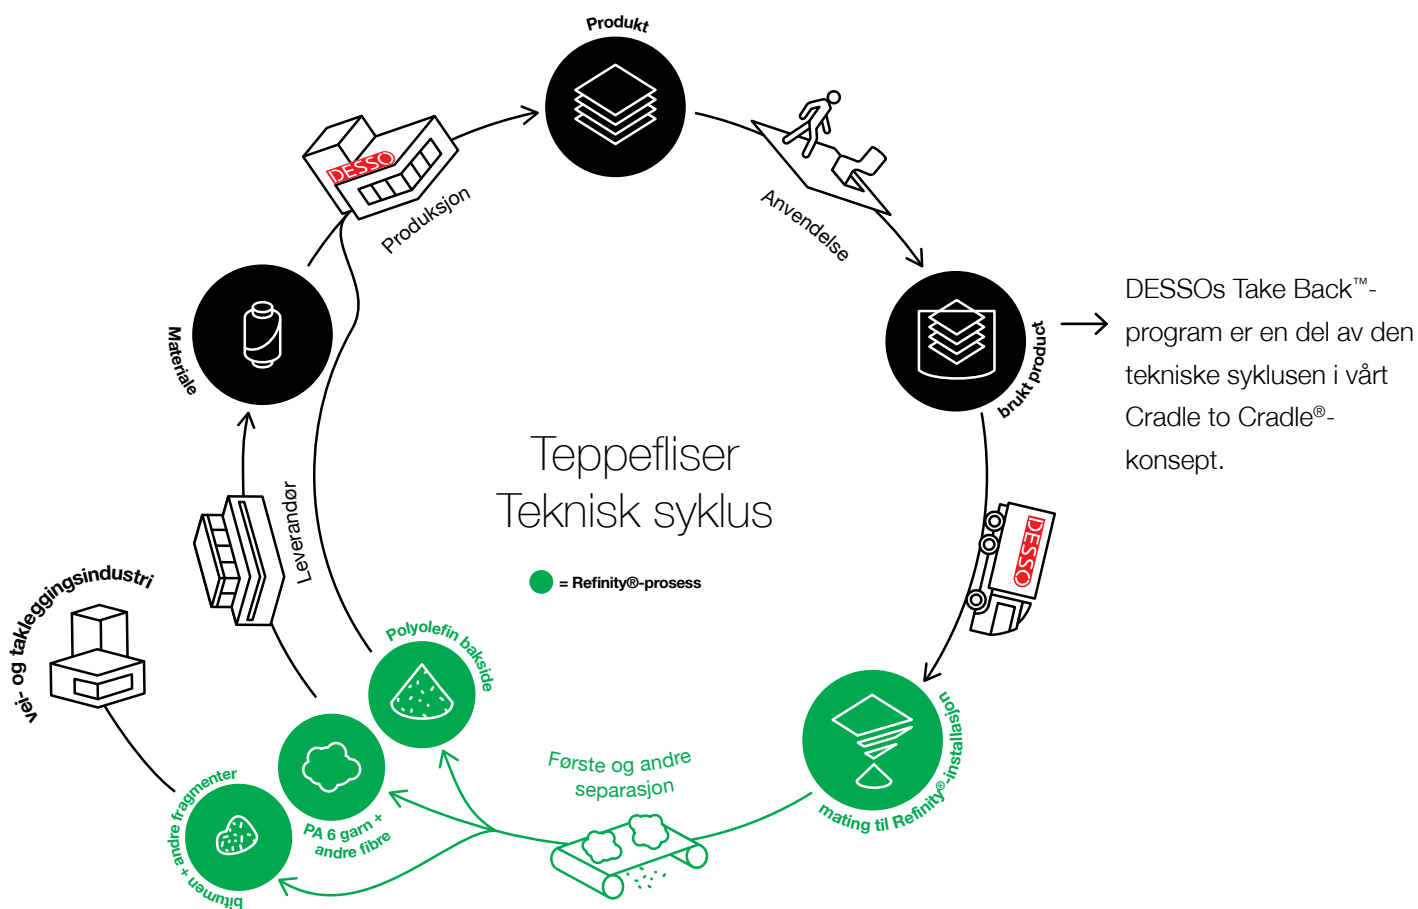 Produkt
DESSO
Produksjon
Anvendelse
Materiale
brukt product
DESSOs Take Back™-
program er en del av den
tekniske syklusen i vårt
Cradle to Cradle®-
konsept.
Teppefliser
Teknisk syklus
= Refinity®-prosess
Leverandør
DESSO
vei- og takleggingsindustri
Polyolefin bakside
mating til Refinity®-installasjon
Første og andre
separasjon
PA 6 garn +
andre fibre
bitumen + andre fragmenter